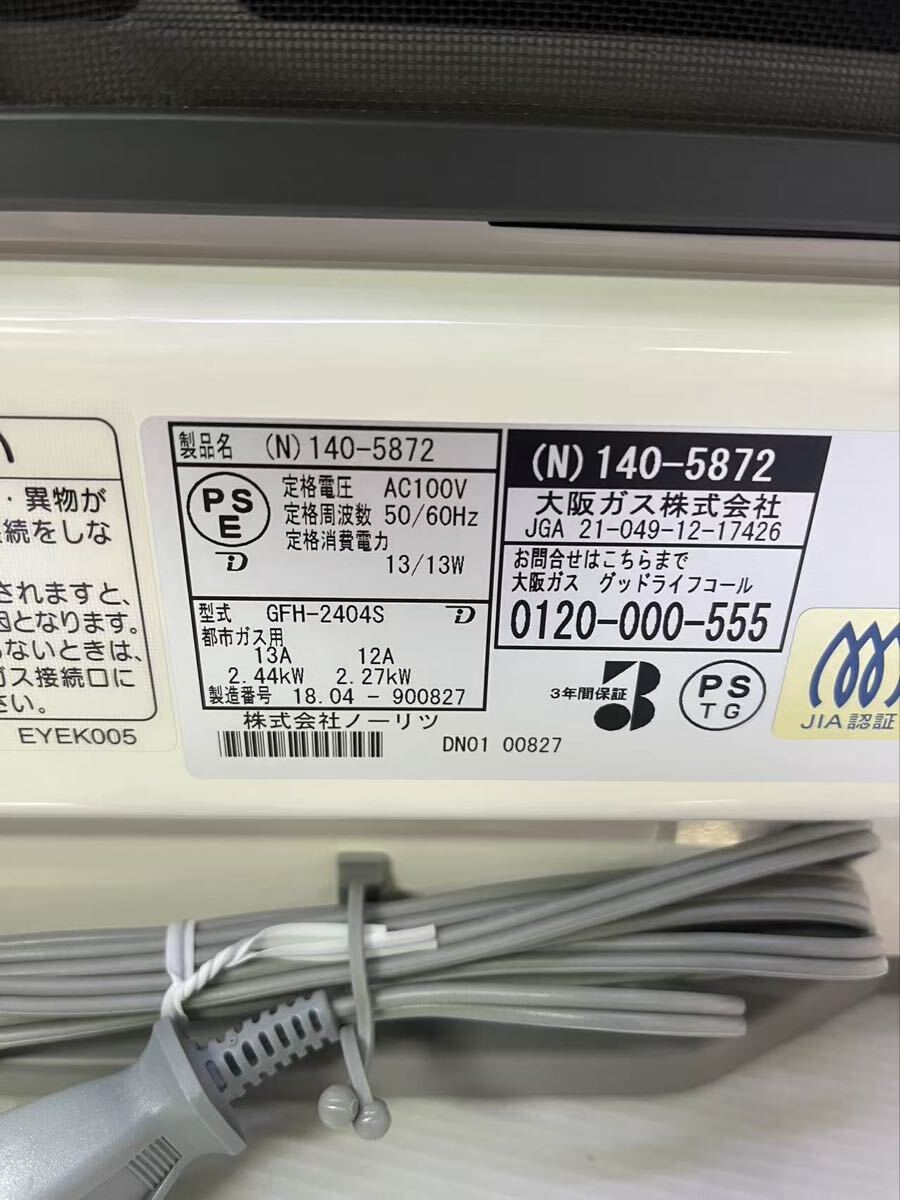 ・異物が
接続をしな
されますと、
因となります。
らないときは、
ガス接続口に
さい。
EYEK005
製品名 (N) 140-5872
PS
E
定格電圧 AC100V
定格周波数 50/60Hz
定格消費電力
13/13W
型式 GFH-2404S
都市ガス用
13A 12A
2.44kW 2.27kW
製造番号 18.04 - 900827
株式会社ノーリツ
DN01 00827
(N) 140-5872
大阪ガス株式会社
JGA 21-049-12-17426
お問合せはこちらまで
大阪ガス グッドライフコール
0120-000-555
3年間保証
3
PS
TG
JIA 認証